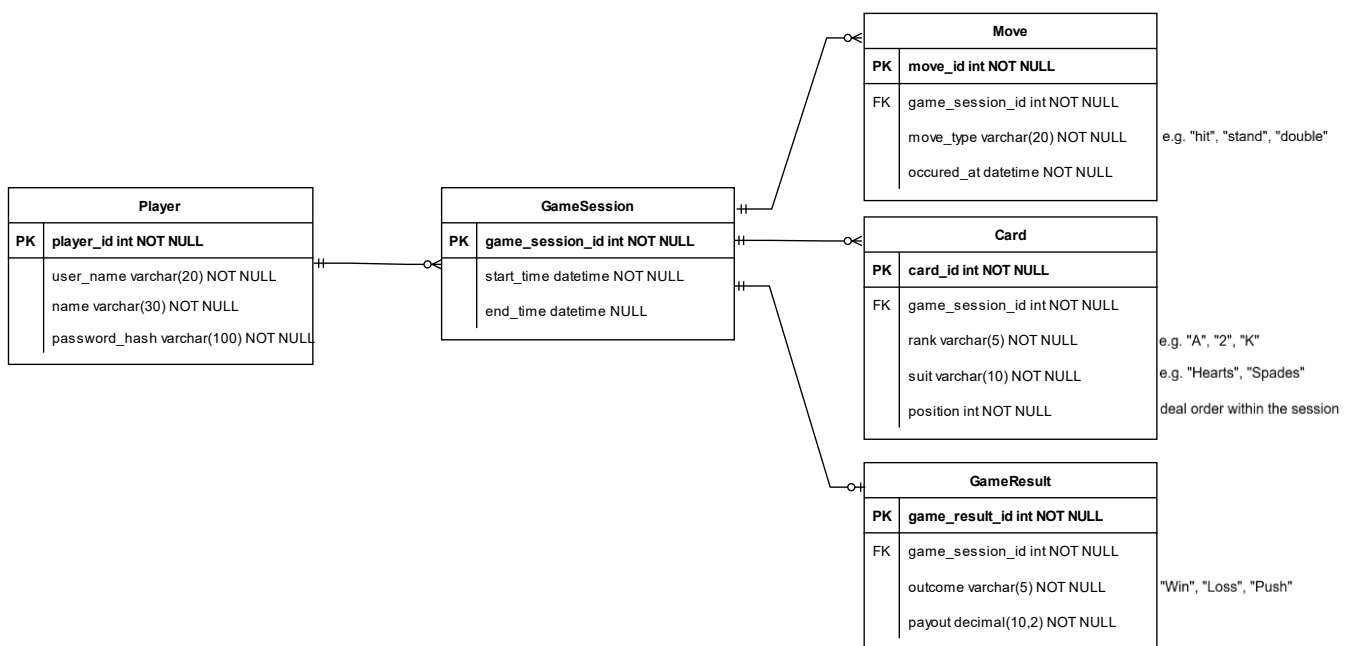 Player
PK player_id int NOT NULL
user_name varchar(20) NOT NULL
name varchar(30) NOT NULL
password_hash varchar(100) NOT NULL
GameSession
PK game_session_id int NOT NULL
start_time datetime NOT NULL
end_time datetime NULL
Move
PK move_id int NOT NULL
FK game_session_id int NOT NULL
move_type varchar(20) NOT NULL e.g. "hit", "stand", "double"
occured_at datetime NOT NULL
Card
PK card_id int NOT NULL
FK game_session_id int NOT NULL
rank varchar(5) NOT NULL e.g. "A", "2", "K"
suit varchar(10) NOT NULL e.g. "Hearts", "Spades"
position int NOT NULL deal order within the session
GameResult
PK game_result_id int NOT NULL
FK game_session_id int NOT NULL
outcome varchar(5) NOT NULL "Win", "Loss", "Push"
payout decimal(10,2) NOT NULL